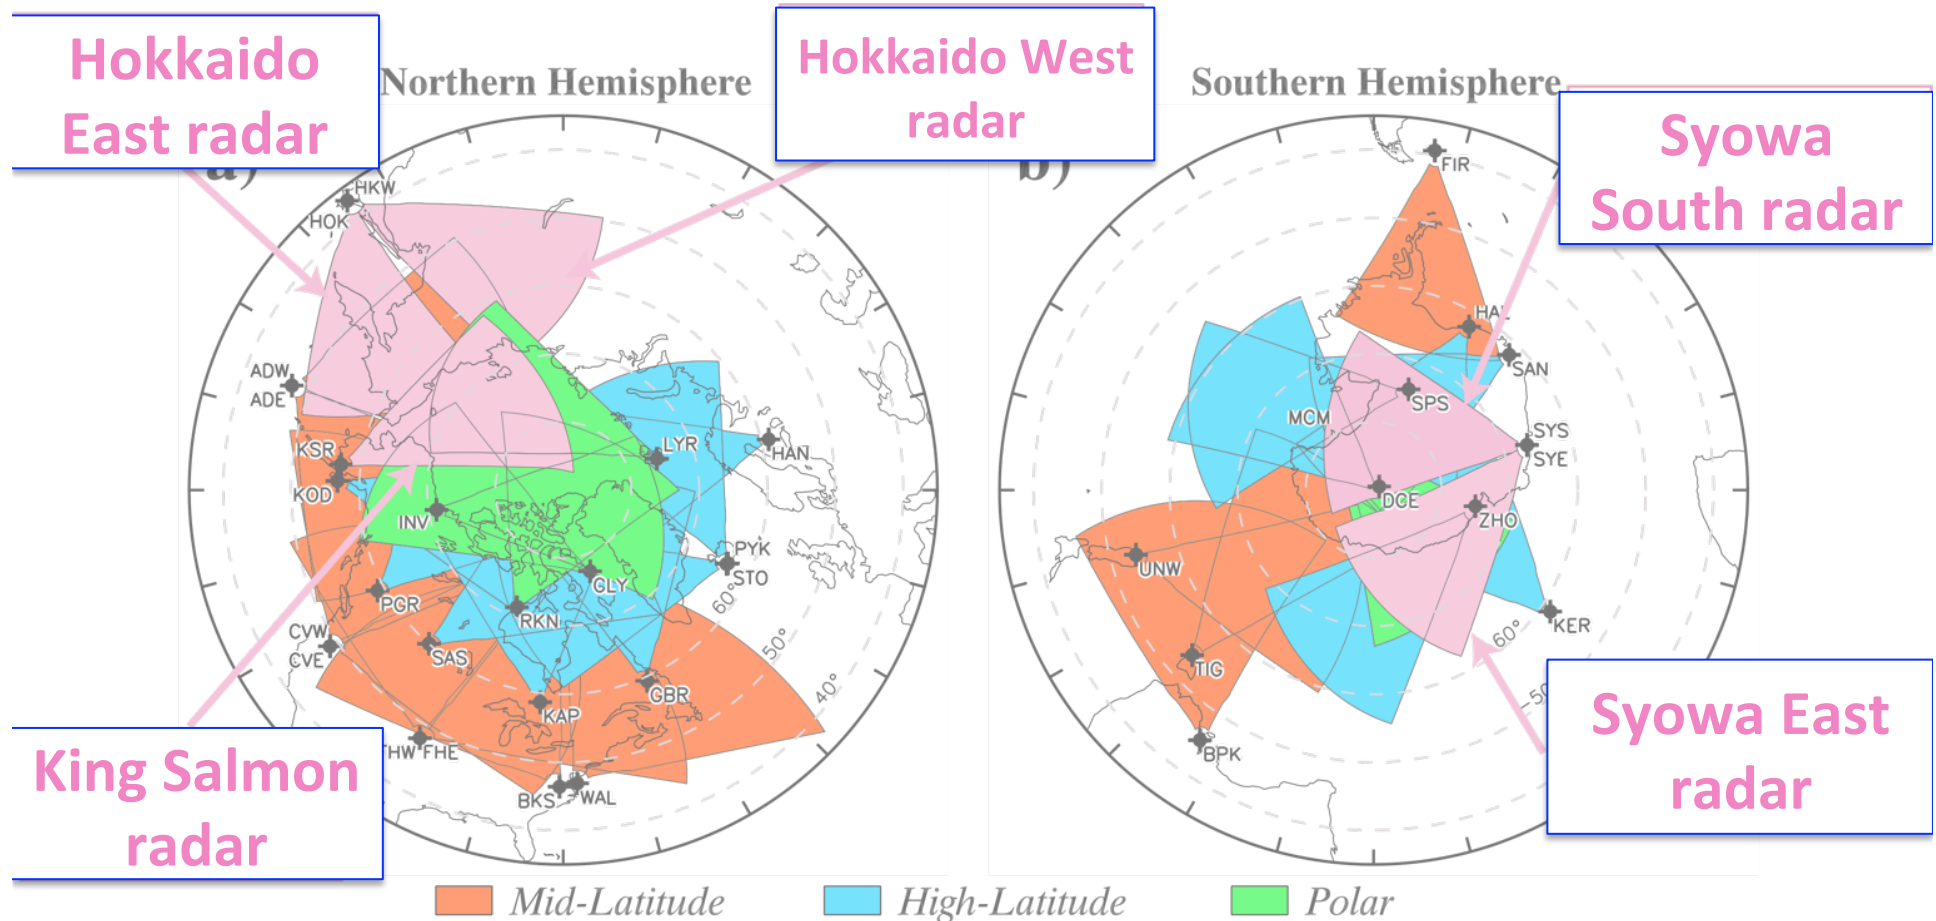 Hokkaido
East radar
Hokkaido West
radar
Northern Hemisphere
Southern Hemisphere
Syowa
South radar
a)
b)
HKW
HOK
ADW
ADE
KSR
KOD
INV
LYR
HAN
PYK
STO
GLY
RKN
PGR
CVW
CVE
SAS
GBR
KAP
HW FHE
BKS
WAL
60°
50°
40°
FIR
HAL
SAN
SPS
MCM
SYS
SYE
DCE
ZHO
UNW
TIG
BPK
KER
60°
50
King Salmon
radar
Syowa East
radar
Mid-Latitude
High-Latitude
Polar